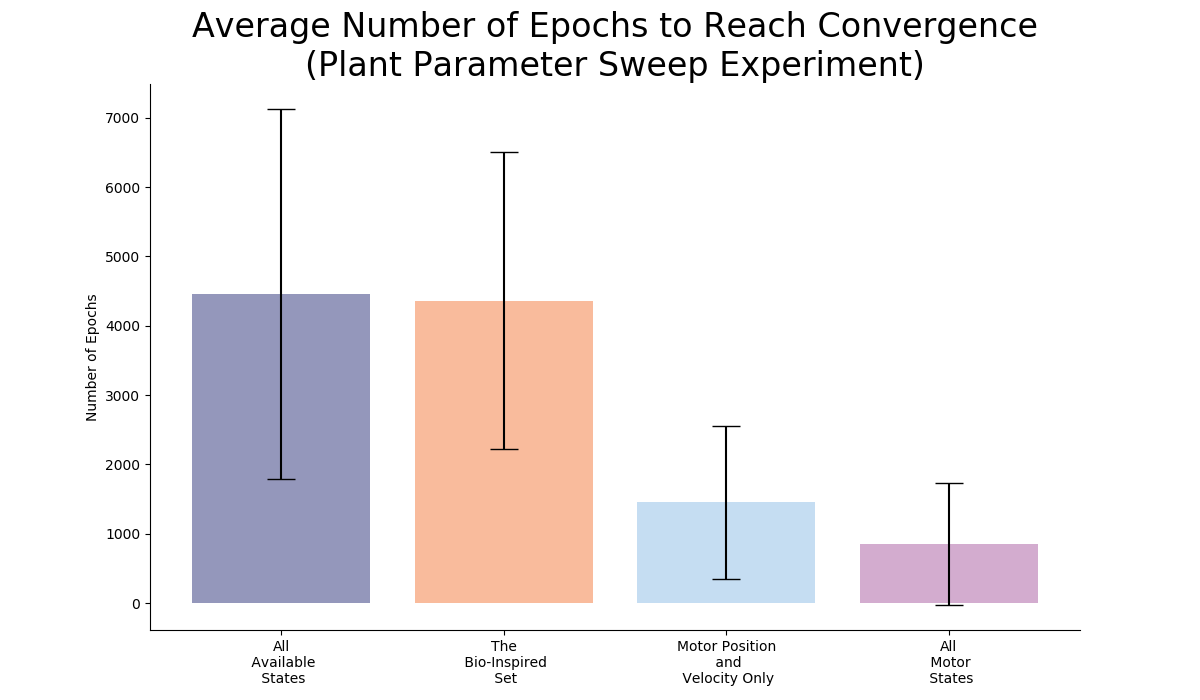 Average Number of Epochs to Reach Convergence
(Plant Parameter Sweep Experiment)
Number of Epochs
7000
6000
5000
4000
3000
2000
1000
0
All
Available
States
The
Bio-Inspired
Set
Motor Position
and
Velocity Only
All
Motor
States